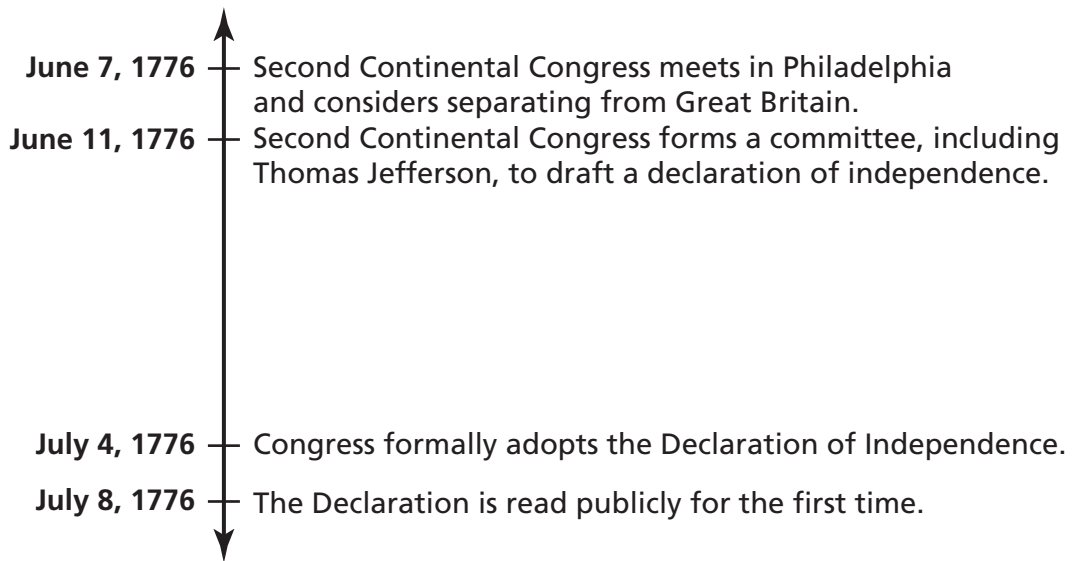 June 7, 1776 Second Continental Congress meets in Philadelphia
and considers separating from Great Britain.
June 11, 1776 Second Continental Congress forms a committee, including
Thomas Jefferson, to draft a declaration of independence.
July 4, 1776 Congress formally adopts the Declaration of Independence.
July 8, 1776 The Declaration is read publicly for the first time.